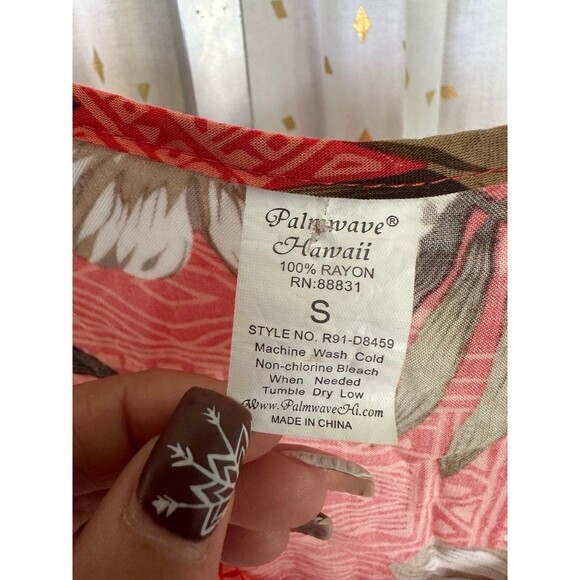 Palmwave®
Hawaii
100% RAYON
RN:88831
S
STYLE NO. R91-D8459
Machine Wash Cold
Non-chlorine Bleach
When Needed
Tumble Dry Low
Www.PalmwaveHi.com
MADE IN CHINA